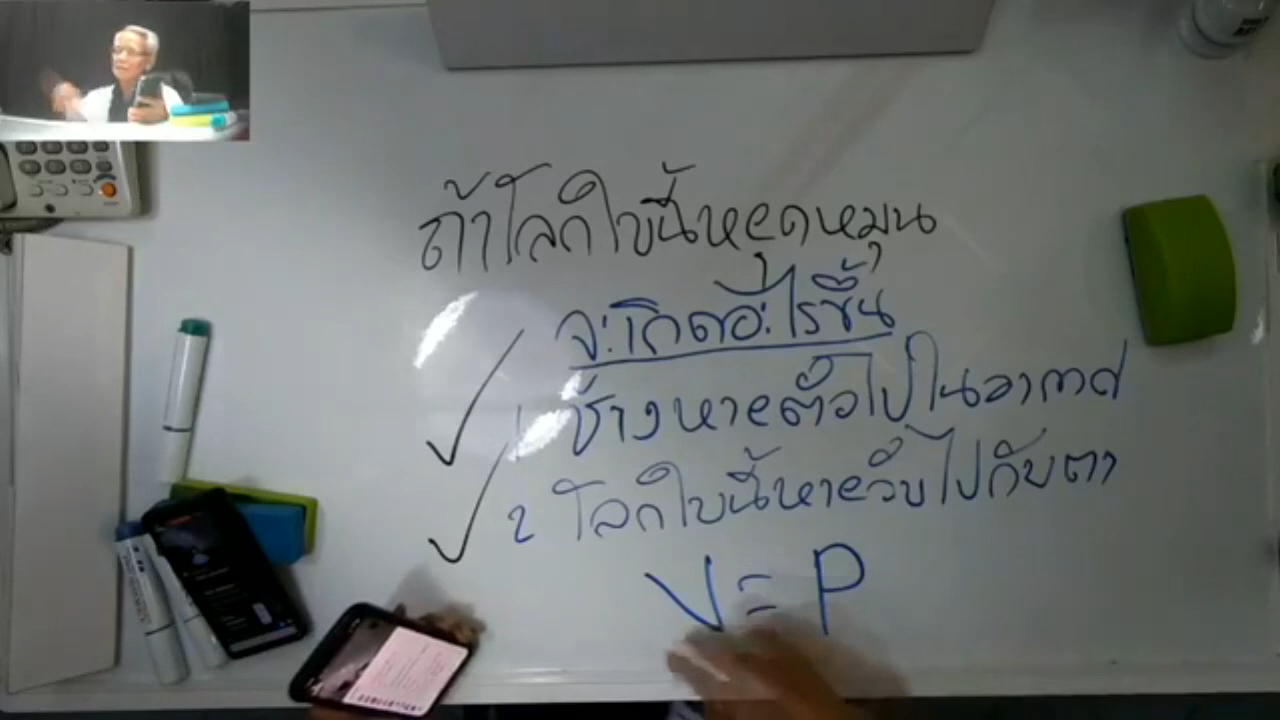 ถ้าโลกใบนี้หยุดหมุน
จะเกิดอะไรขึ้น
1 ช้างหายตัวไปในอากาศ
2 โลกใบนี้หายวับไปกับตา
V = P